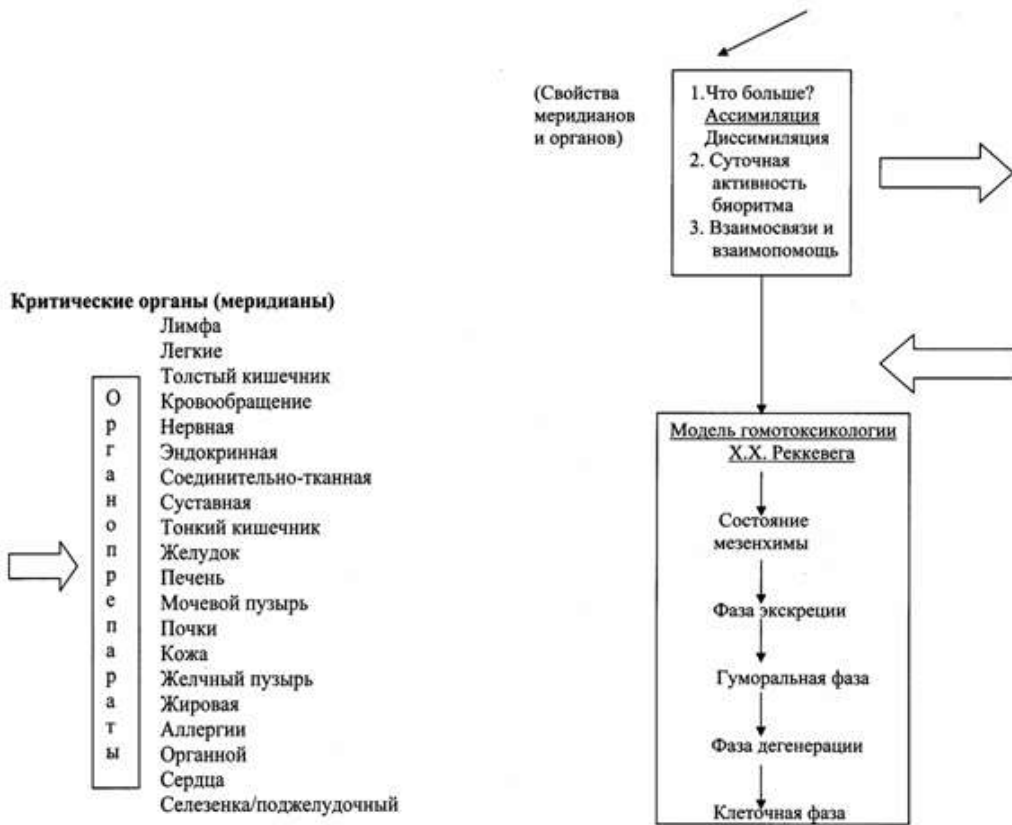 (Свойства
меридианов
и органов)
1.Что больше?
Ассимиляция
Диссимиляция
2. Суточная
активность
биоритма
3. Взаимосвязи и
взаимопомощь
Критические органы (меридианы)
Лимфа
Легкие
Толстый кишечник
Кровообращение
Нервная
Эндокринная
Соединительно-тканная
Суставная
Тонкий кишечник
Желудок
Печень
Мочевой пузырь
Почки
Кожа
Желчный пузырь
Жировая
Аллергии
Органной
Сердца
Селезенка/поджелудочный
О
р
г
а
н
о
п
р
е
п
а
р
а
т
ы
Модель гомотоксикологии
Х.Х. Реккевега
Состояние
мезенхимы
Фаза экскреции
Гуморальная фаза
Фаза дегенерации
Клеточная фаза